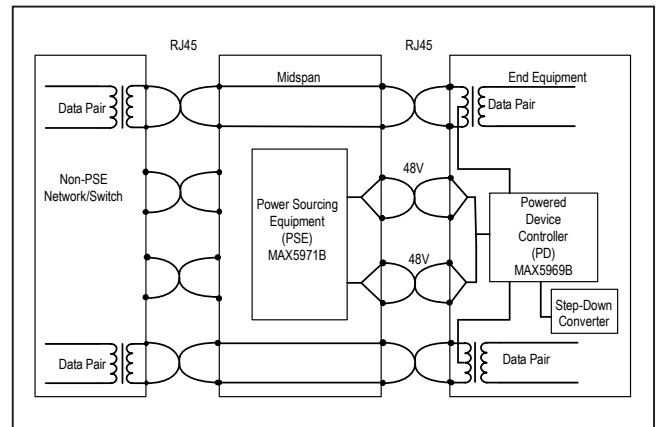 RJ45
RJ45
Midspan
End Equipment
Data Pair
Data Pair
Non-PSE
Network/Switch
Power Sourcing
Equipment
(PSE)
MAX5971B
48V
48V
Powered
Device
Controller
(PD)
MAX5969B
Step-Down
Converter
Data Pair
Data Pair